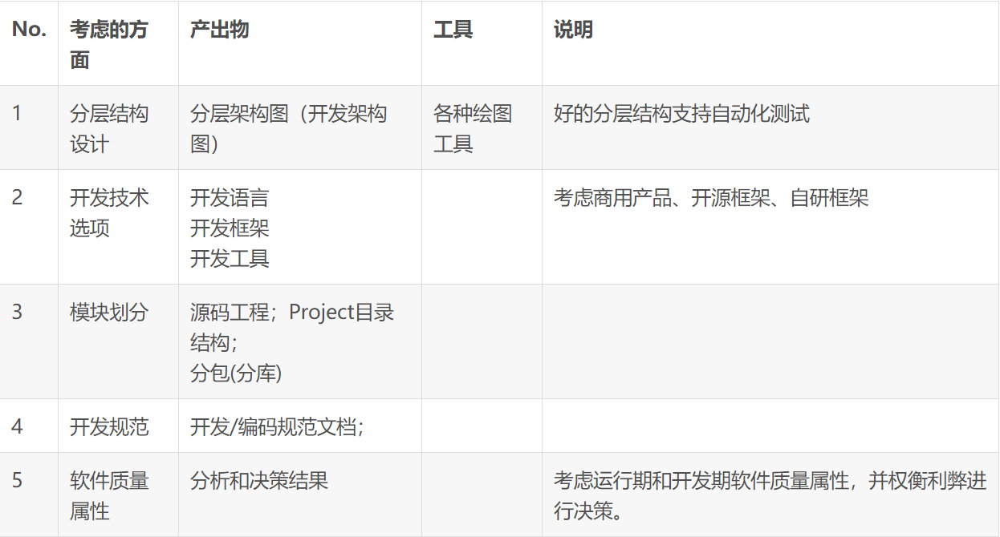 No.
考虑的方
面
产出物
工具
说明
1
分层结构
设计
分层架构图（开发架构
图）
各种绘图
工具
好的分层结构支持自动化测试
2
开发技术
选项
开发语言
开发框架
开发工具
考虑商用产品、开源框架、自研框架
3
模块划分
源码工程；Project目录
结构；
分包(分库)
4
开发规范
开发/编码规范文档；
5
软件质量
属性
分析和决策结果
考虑运行期和开发期软件质量属性，并权衡利弊进
行决策。